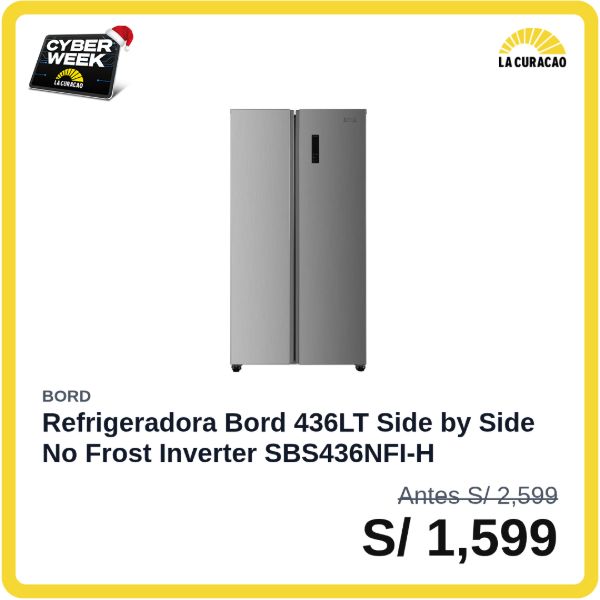 CYBER
WEEK
LA CURACAO
LA CURACAO
BORD
Refrigeradora Bord 436LT Side by Side
No Frost Inverter SBS436NFI-H
Antes S/ 2,599
S/ 1,599